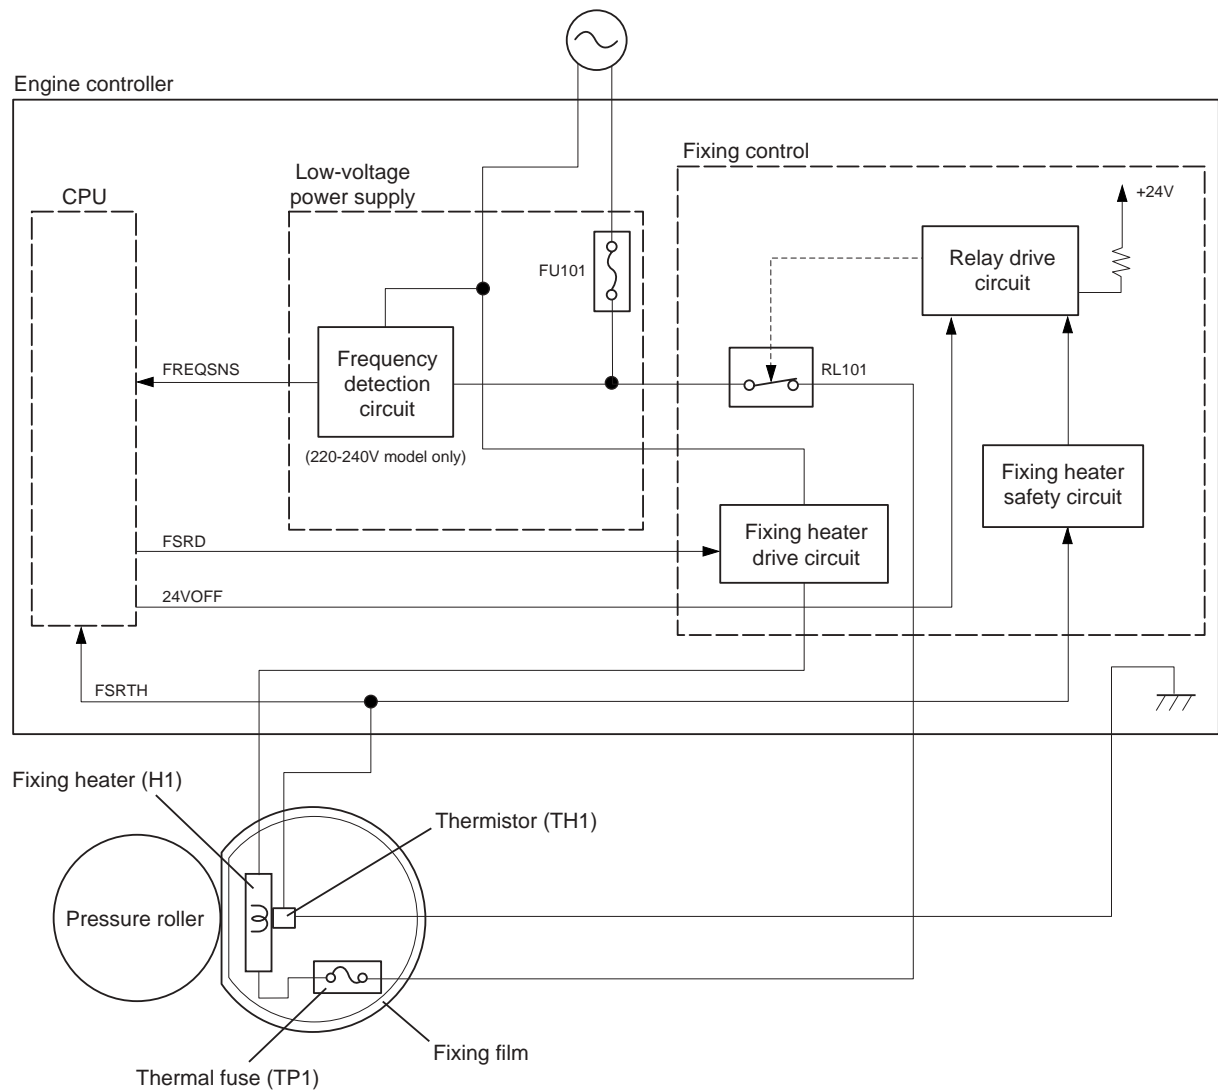 Engine controller
Fixing control
Low-voltage
power supply
CPU
+24V
Relay drive
circuit
FU101
Frequency
detection
circuit
FREQSNS
RL101
(220-240V model only)
Fixing heater
safety circuit
Fixing heater
drive circuit
FSRD
24VOFF
FSRTH
Fixing heater (H1)
Thermistor (TH1)
Pressure roller
Fixing film
Thermal fuse (TP1)